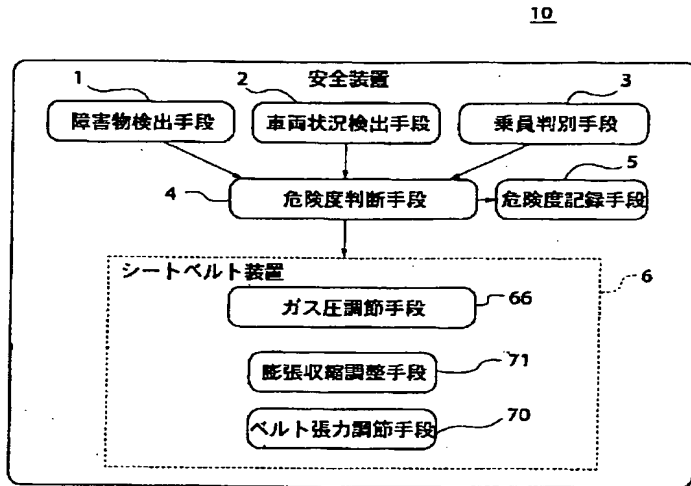 10
安全装置
1
2
3
障害物検出手段
車両状況検出手段
乗員判別手段
4
5
危険度判断手段
危険度記録手段
シートベルト装置
6
ガス圧調節手段
66
膨張収縮調整手段
71
ベルト張力調節手段
70